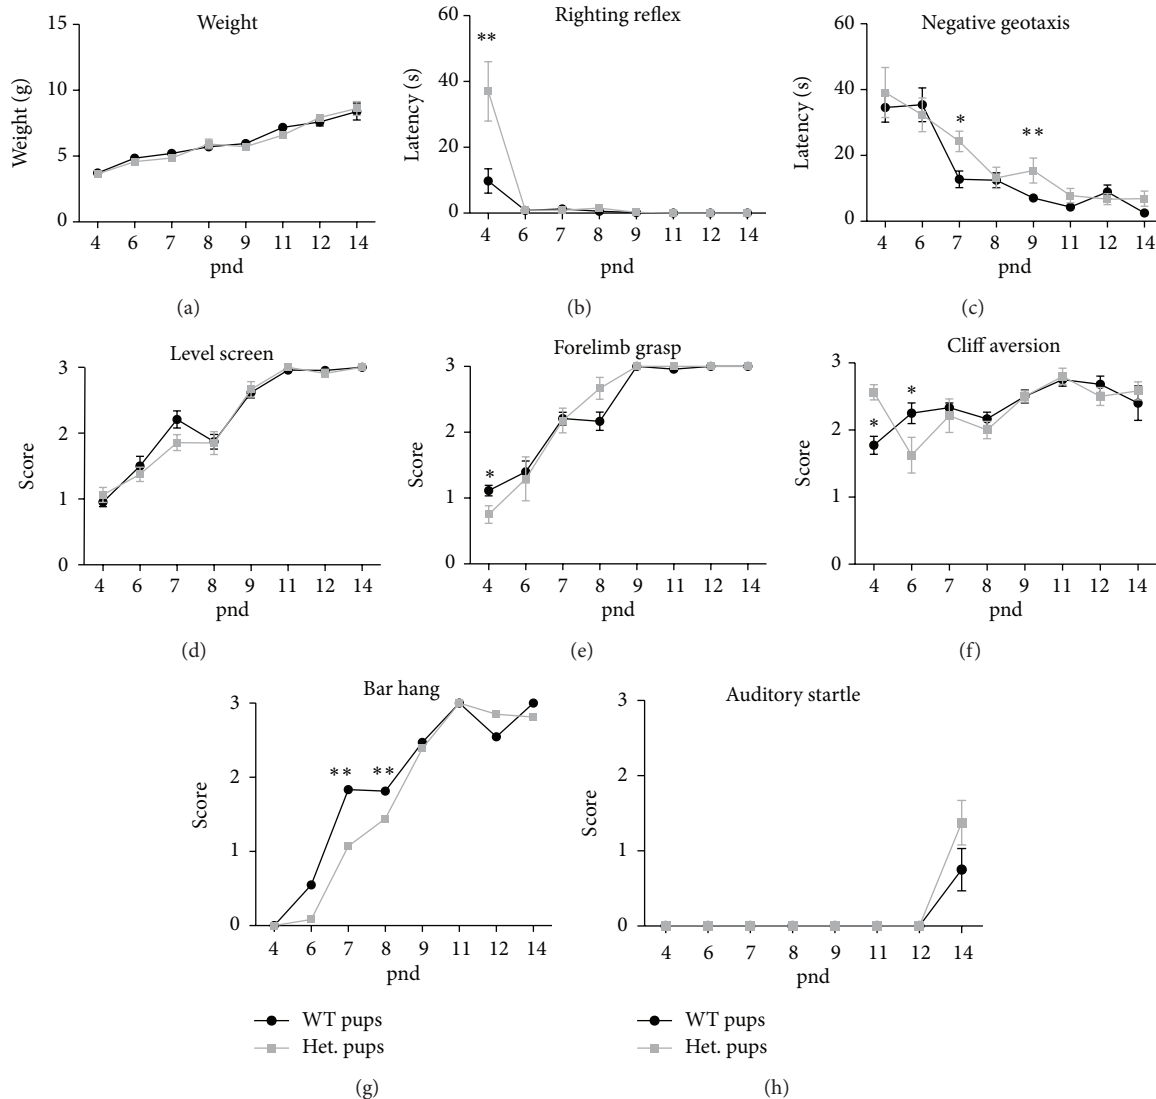 Weight
15
10
5
0
Weight (g)
4 6 7 8 9 11 12 14
pnd
(a)
Righting reflex
60
40
20
0
Latency (s)
**
4 6 7 8 9 11 12 14
pnd
(b)
Negative geotaxis
60
40
20
0
Latency (s)
* **
4 6 7 8 9 11 12 14
pnd
(c)
Level screen
3
2
1
0
Score
4 6 7 8 9 11 12 14
pnd
(d)
Forelimb grasp
3
2
1
0
Score
*
4 6 7 8 9 11 12 14
pnd
(e)
Cliff aversion
3
2
1
0
Score
*
*
4 6 7 8 9 11 12 14
pnd
(f)
Bar hang
3
2
1
0
Score
** **
4 6 7 8 9 11 12 14
pnd
WT pups
Het. pups
(g)
Auditory startle
3
2
1
0
Score
4 6 7 8 9 11 12 14
pnd
WT pups
Het. pups
(h)